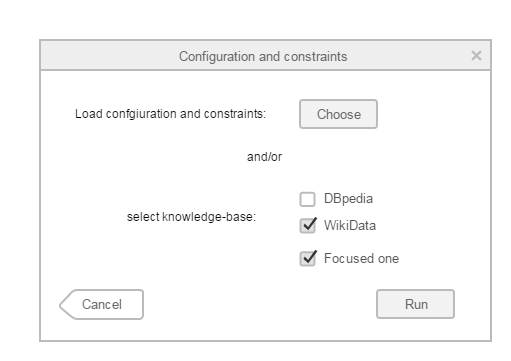 Configuration and constraints
Load confgiuration and constraints:
Choose
and/or
DBpedia
select knowledge-base:
WikiData
Focused one
Cancel
Run